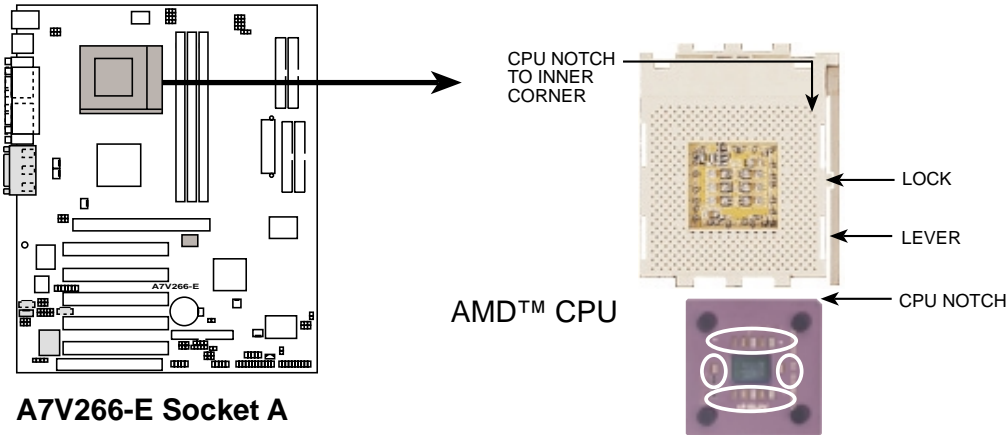 CPU NOTCH
TO INNER
CORNER
LOCK
LEVER
CPU NOTCH
AMD™ CPU
A7V266-E
A7V266-E Socket A